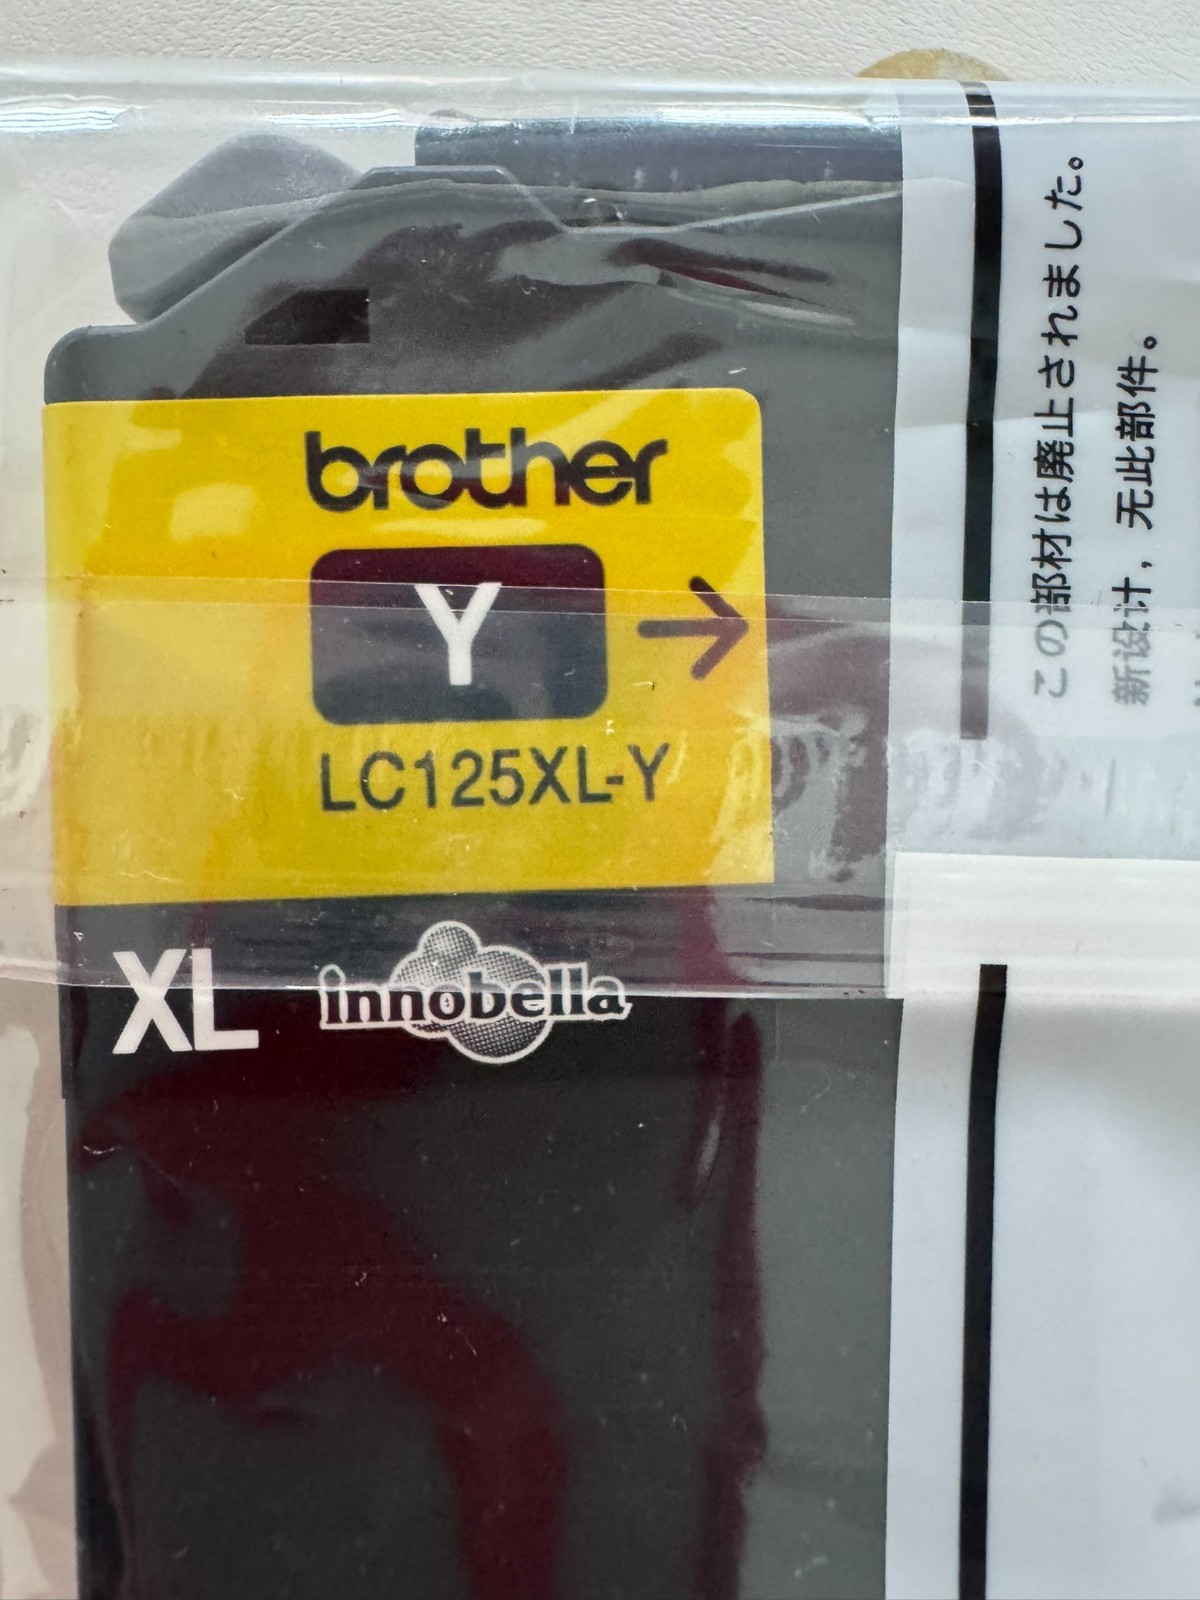 brother
Y
LC125XL-Y
XL
innobella
この部材は廃止されました。
新设计，无此部件。